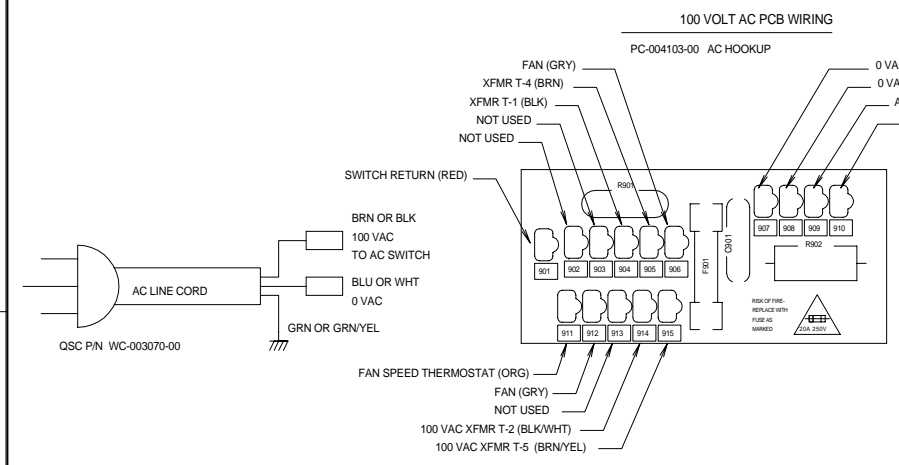 100 VOLT AC PCB WIRING
PC-004103-00 AC HOOKUP
FAN (GRY)
XFMR T-4 (BRN)
XFMR T-1 (BLK)
NOT USED
NOT USED
SWITCH RETURN (RED)
0 VA
0 VA
A
R901
901
902
903
904
905
906
F901
C901
907
908
909
910
R902
RISK OF FIRE-
REPLACE WITH
FUSE AS
MARKED
20A 250V
911
912
913
914
915
FAN SPEED THERMOSTAT (ORG)
FAN (GRY)
NOT USED
100 VAC XFMR T-2 (BLK/WHT)
100 VAC XFMR T-5 (BRN/YEL)
BRN OR BLK
100 VAC
TO AC SWITCH
BLU OR WHT
0 VAC
AC LINE CORD
GRN OR GRN/YEL
QSC P/N WC-003070-00